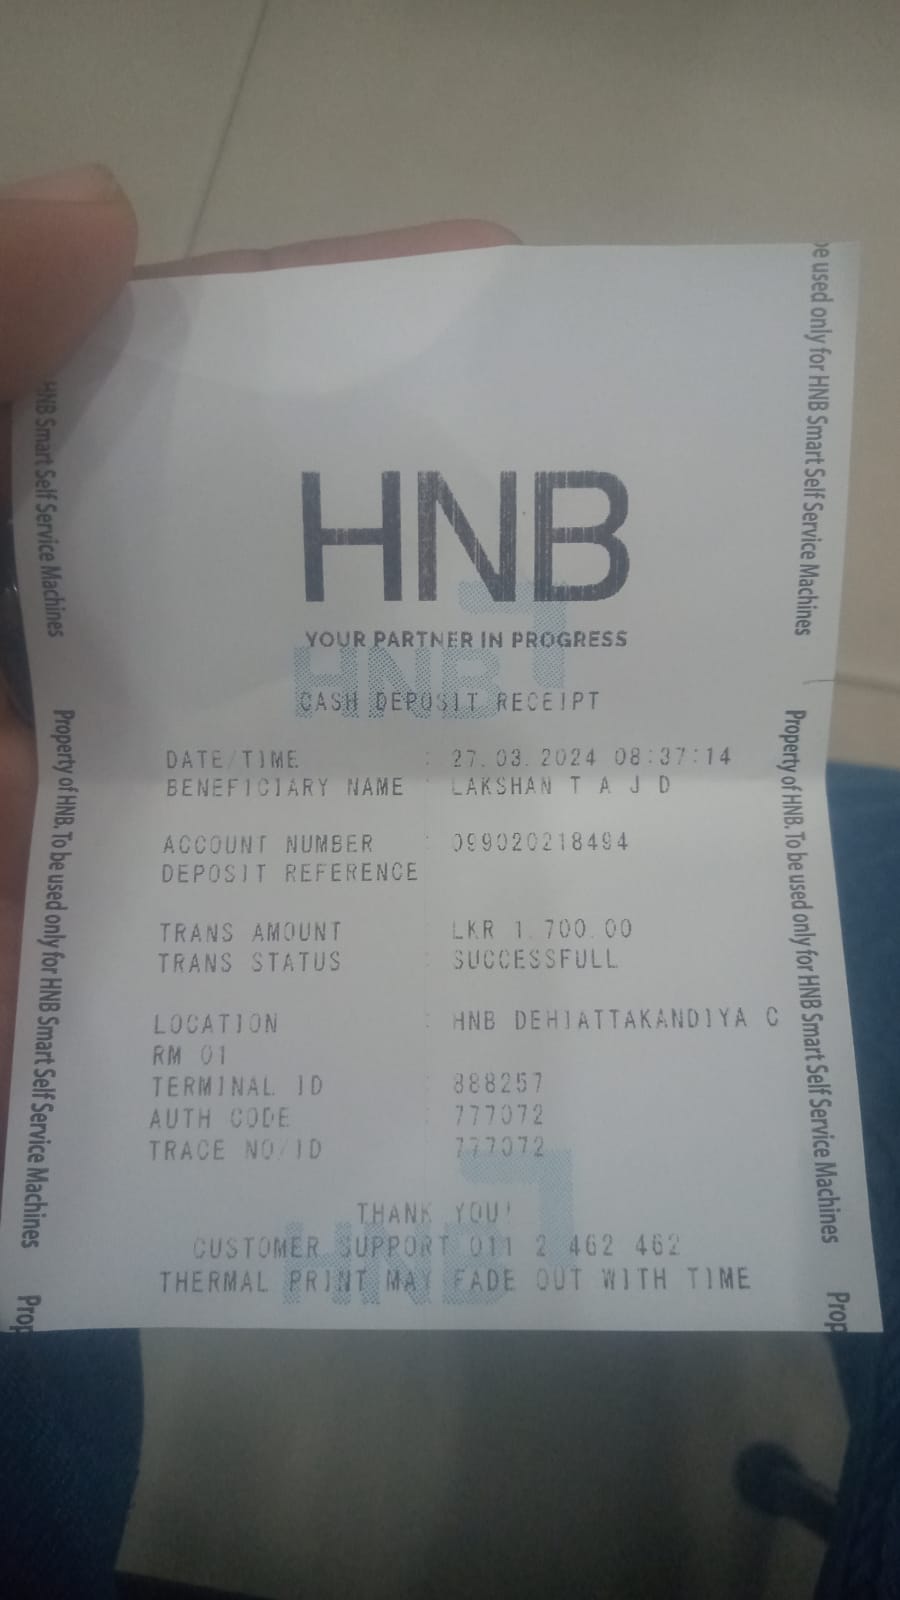 HNB
YOUR PARTNER IN PROGRESS
HNB
CASH DEPOSIT RECEIPT
DATE/TIME : 27.03.2024 08:37:14
BENEFICIARY NAME : LAKSHAN T A J D
ACCOUNT NUMBER : 099020218494
DEPOSIT REFERENCE
TRANS AMOUNT : LKR 1,700.00
TRANS STATUS : SUCCESSFULL
LOCATION : HNB DEHIATTAKANDIYA C
RM 01
TERMINAL ID : 888257
AUTH CODE : 777072
TRACE NO/ID : 777072
THANK YOU!
CUSTOMER SUPPORT 011 2 462 462
THERMAL PRINT MAY FADE OUT WITH TIME
HNB
HNB Smart Self Service Machines
Property of HNB. To be used only for HNB Smart Self Service Machines
Prop
be used only for HNB Smart Self Service Machines
Property of HNB. To be used only for HNB Smart Self Service Machines
Prop